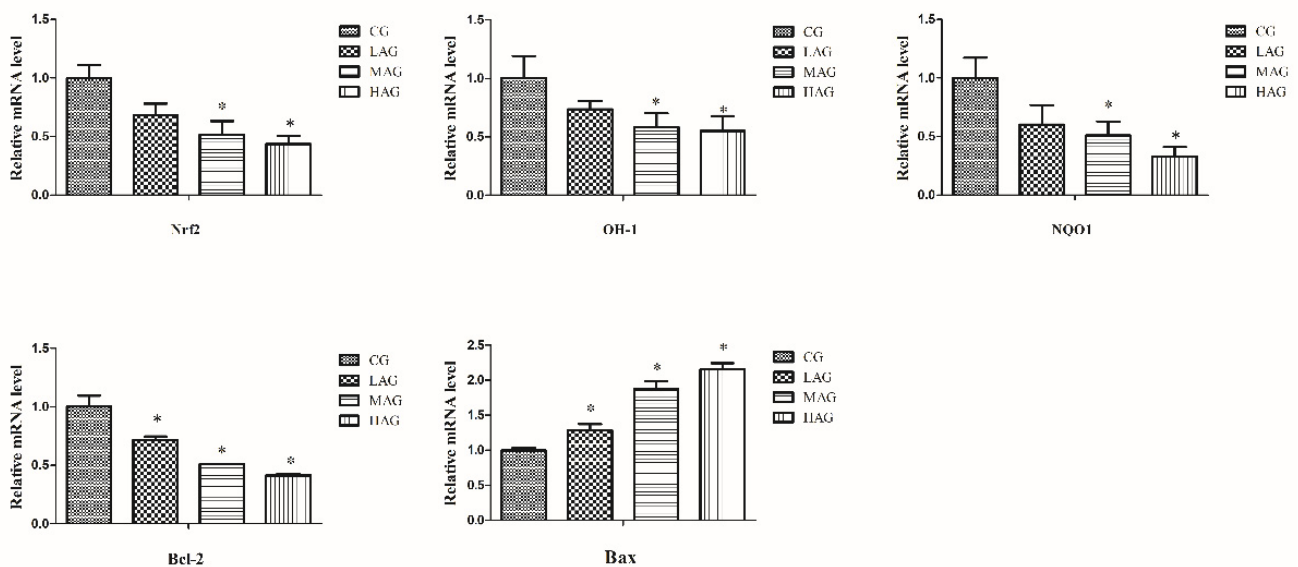 Relative mRNA level
1.5
1.0
0.5
0.0
*
*
CG
LAG
MAG
HAG
Nrf2
Relative mRNA level
1.5
1.0
0.5
0.0
*
*
CG
LAG
MAG
HAG
OH-1
Relative mRNA level
1.5
1.0
0.5
0.0
*
*
CG
LAG
MAG
HAG
NQO1
Relative mRNA level
1.5
1.0
0.5
0.0
*
*
*
CG
LAG
MAG
HAG
Bcl-2
Relative mRNA level
2.5
2.0
1.5
1.0
0.5
0.0
*
*
*
CG
LAG
MAG
HAG
Bax